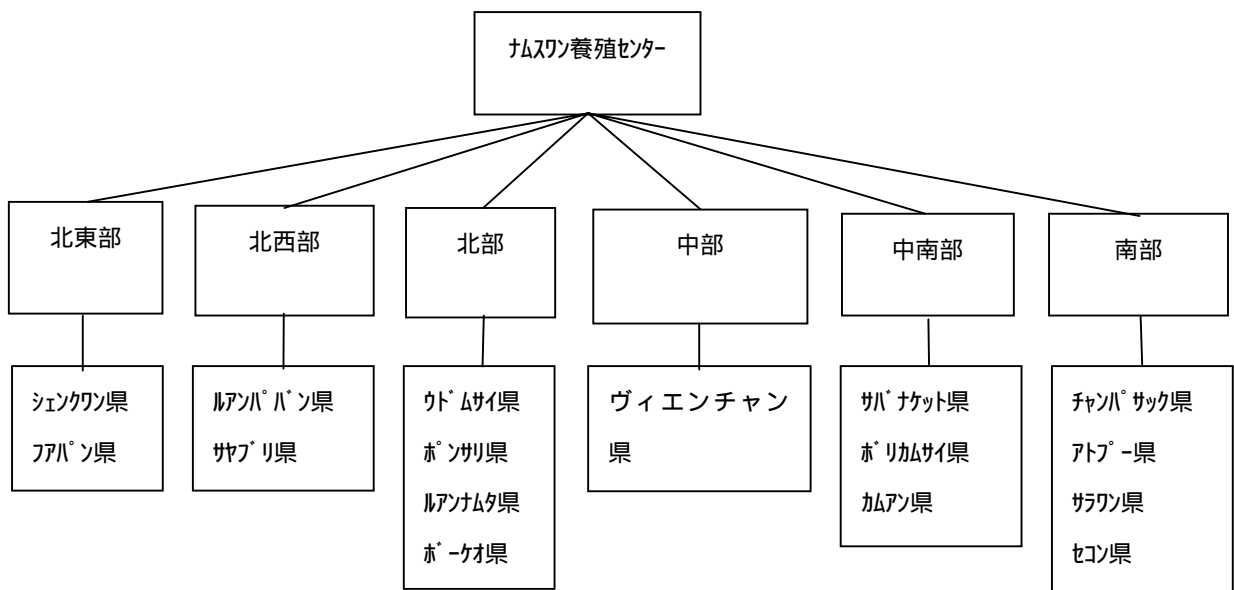 ﾅﾑｽﾜﾝ養殖ｾﾝﾀｰ
北東部
北西部
北部
中部
中南部
南部
ｼｪﾝｸﾜﾝ県
ﾌｱﾊﾟﾝ県
ﾙｱﾝﾊﾟﾊﾞﾝ県
ｻﾔﾌﾞﾘ県
ｳﾄﾞﾑｻｲ県
ﾎﾟﾝｻﾘ県
ﾙｱﾝﾅﾑﾀ県
ﾎﾞｰｹｵ県
ヴィエンチャン
県
ｻﾊﾞﾅｹｯﾄ県
ﾎﾞﾘｶﾑｻｲ県
ｶﾑｱﾝ県
ﾁｬﾝﾊﾟｻｯｸ県
ｱﾄﾌﾟｰ県
ｻﾗﾜﾝ県
ｾｺﾝ県